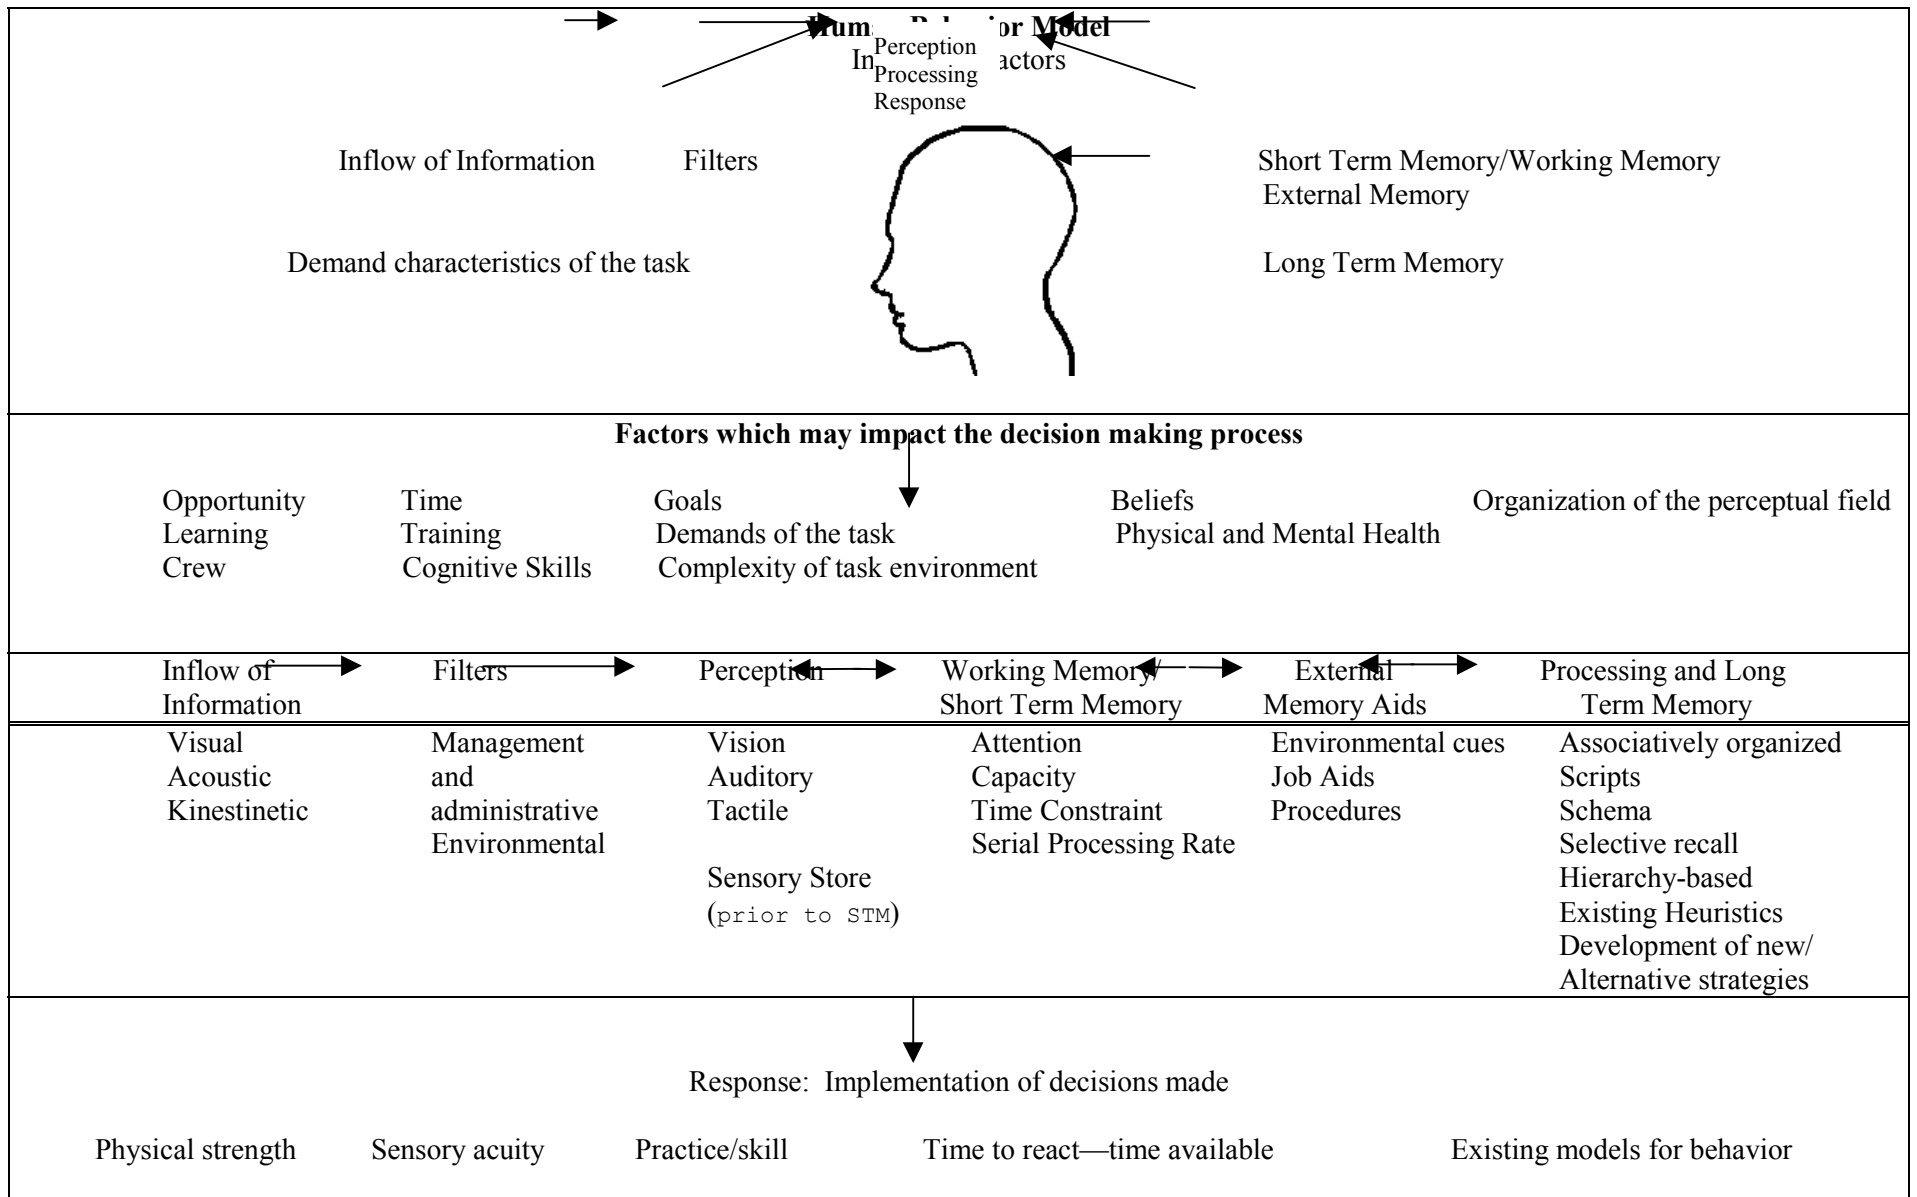 Hum or Model
Perception
In actors
Processing
Response
Inflow of Information Filters Short Term Memory/Working Memory
External Memory
Demand characteristics of the task Long Term Memory
Factors which may impact the decision making process
Opportunity Time Goals Beliefs Organization of the perceptual field
Learning Training Demands of the task Physical and Mental Health
Crew Cognitive Skills Complexity of task environment
Inflow of Filters Perception Working Memory/ External Processing and Long
Information Short Term Memory Memory Aids Term Memory
Visual Management Vision Attention Environmental cues Associatively organized
Acoustic and Auditory Capacity Job Aids Scripts
Kinestinetic administrative Tactile Time Constraint Procedures Schema
Environmental Serial Processing Rate Selective recall
Sensory Store Hierarchy-based
(prior to STM) Existing Heuristics
Development of new/
Alternative strategies
Response: Implementation of decisions made
Physical strength Sensory acuity Practice/skill Time to react—time available Existing models for behavior